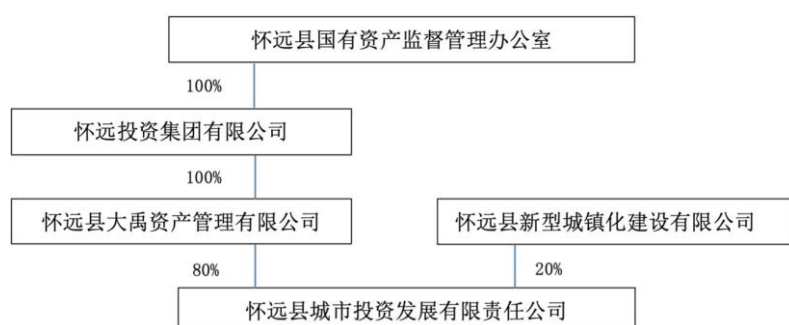 怀远县国有资产监督管理办公室
100%
怀远投资集团有限公司
100%
怀远县大禹资产管理有限公司
怀远县新型城镇化建设有限公司
80%
20%
怀远县城市投资发展有限责任公司